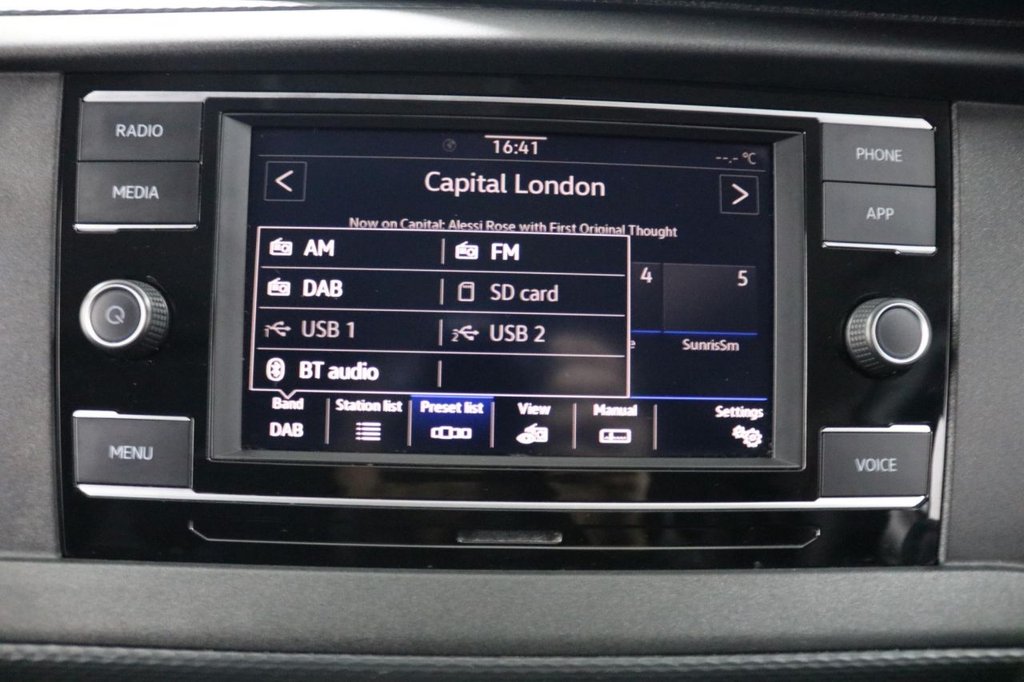 RADIO
MEDIA
MENU
16:41
--,- °C
Capital London
Now on Capital: Alessi Rose with First Original Thought
AM
FM
DAB
SD card
1 USB 1
2 USB 2
BT audio
4
5
e
SunrisSm
Band
DAB
Station list
Preset list
View
Manual
Settings
PHONE
APP
VOICE